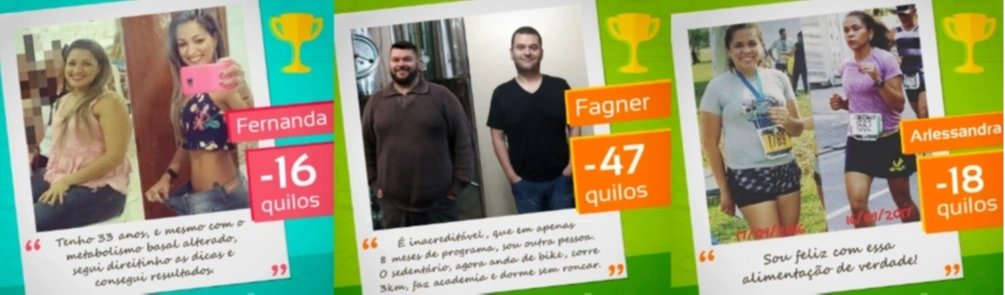 Fernanda
-16
quilos
“ Tenho 33 anos, e mesmo com o
metabolismo basal alterado,
segui direitinho as dicas e
consegui resultados. ”
Fagner
-47
quilos
“ É inacreditável, que em apenas
8 meses de programa, sou outra pessoa.
O sedentário, agora anda de bike, corre
3km, faz academia e dorme sem roncar. ”
17/09/2016
16/09/2017
Arlessandra
-18
quilos
“ Sou feliz com essa
alimentação de verdade! ”